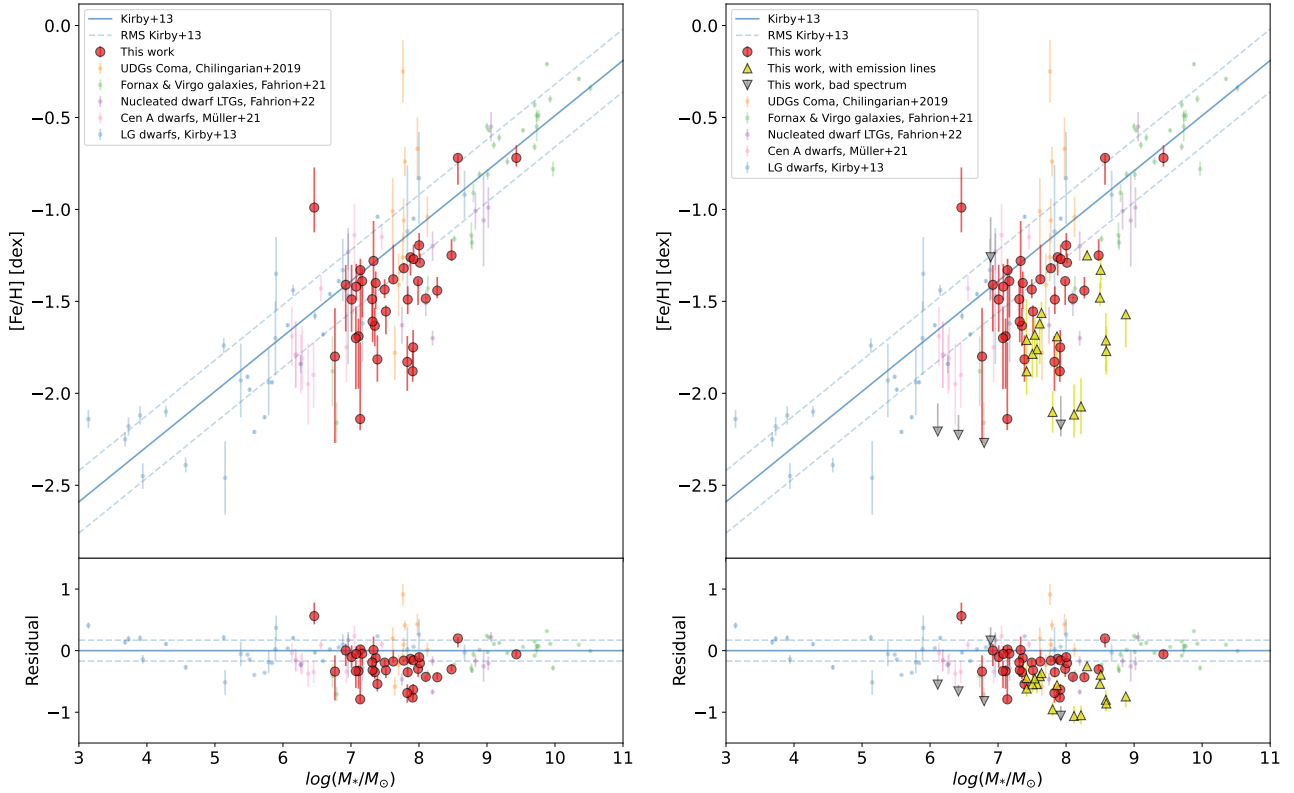 Kirby+13
RMS Kirby+13
This work
UDGs Coma, Chilingarian+2019
Fornax & Virgo galaxies, Fahrion+21
Nucleated dwarf LTGs, Fahrion+22
Cen A dwarfs, Müller+21
LG dwarfs, Kirby+13
[Fe/H] [dex]
0.0
−0.5
−1.0
−1.5
−2.0
−2.5
Residual
1
0
−1
3 4 5 6 7 8 9 10 11
log(M*/M⊙)
Kirby+13
RMS Kirby+13
This work
This work, with emission lines
This work, bad spectrum
UDGs Coma, Chilingarian+2019
Fornax & Virgo galaxies, Fahrion+21
Nucleated dwarf LTGs, Fahrion+22
Cen A dwarfs, Müller+21
LG dwarfs, Kirby+13
[Fe/H] [dex]
0.0
−0.5
−1.0
−1.5
−2.0
−2.5
Residual
1
0
−1
3 4 5 6 7 8 9 10 11
log(M*/M⊙)